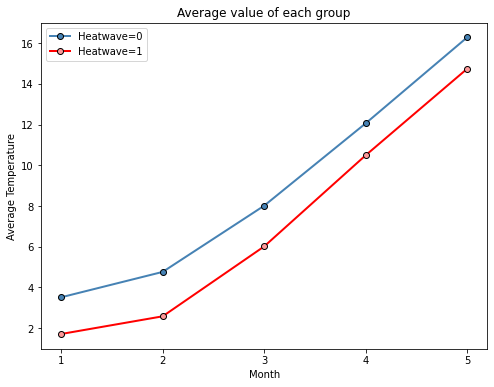 Average value of each group
Heatwave=0
Heatwave=1
16
14
12
10
8
6
4
2
Average Temperature
1 2 3 4 5
Month